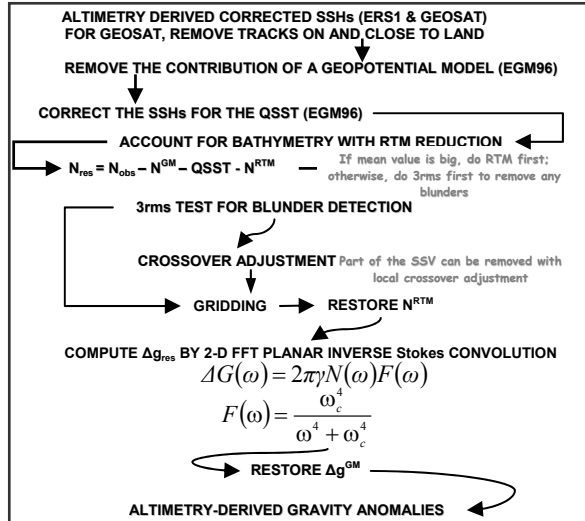 ALTIMETRY DERIVED CORRECTED SSHs (ERS1 & GEOSAT)
FOR GEOSAT, REMOVE TRACKS ON AND CLOSE TO LAND
REMOVE THE CONTRIBUTION OF A GEOPOTENTIAL MODEL (EGM96)
CORRECT THE SSHs FOR THE QSST (EGM96)
ACCOUNT FOR BATHYMETRY WITH RTM REDUCTION
N_res = N_obs – N^GM – QSST - N^RTM
If mean value is big, do RTM first;
otherwise, do 3rms first to remove any
blunders
3rms TEST FOR BLUNDER DETECTION
CROSSOVER ADJUSTMENT
Part of the SSV can be removed with
local crossover adjustment
GRIDDING
RESTORE N^RTM
COMPUTE Δg_res BY 2-D FFT PLANAR INVERSE Stokes CONVOLUTION
ΔG(ω) = 2πγN(ω)F(ω)
F(ω) = ω_c^4 / (ω^4 + ω_c^4)
RESTORE Δg^GM
ALTIMETRY-DERIVED GRAVITY ANOMALIES